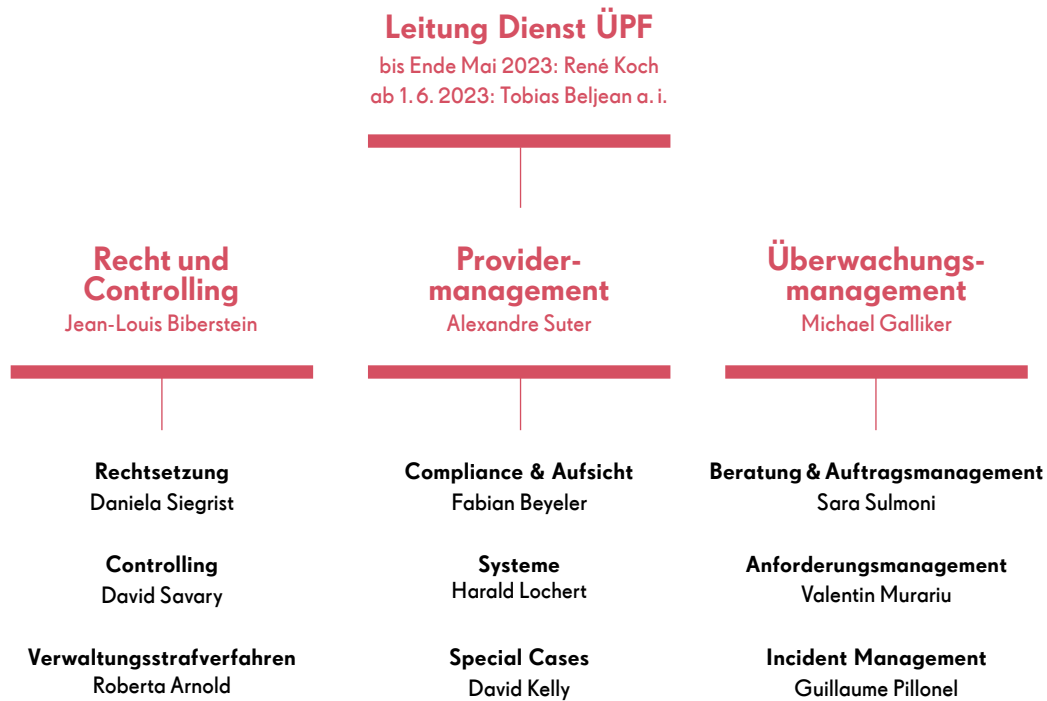 Leitung Dienst ÜPF
bis Ende Mai 2023: René Koch
ab 1. 6. 2023: Tobias Beljean a. i.
Recht und
Controlling
Jean-Louis Biberstein
Provider-
management
Alexandre Suter
Überwachungs-
management
Michael Galliker
Rechtsetzung
Daniela Siegrist
Controlling
David Savary
Verwaltungsstrafverfahren
Roberta Arnold
Compliance & Aufsicht
Fabian Beyeler
Systeme
Harald Lochert
Special Cases
David Kelly
Beratung & Auftragsmanagement
Sara Sulmoni
Anforderungsmanagement
Valentin Murariu
Incident Management
Guillaume Pillonel